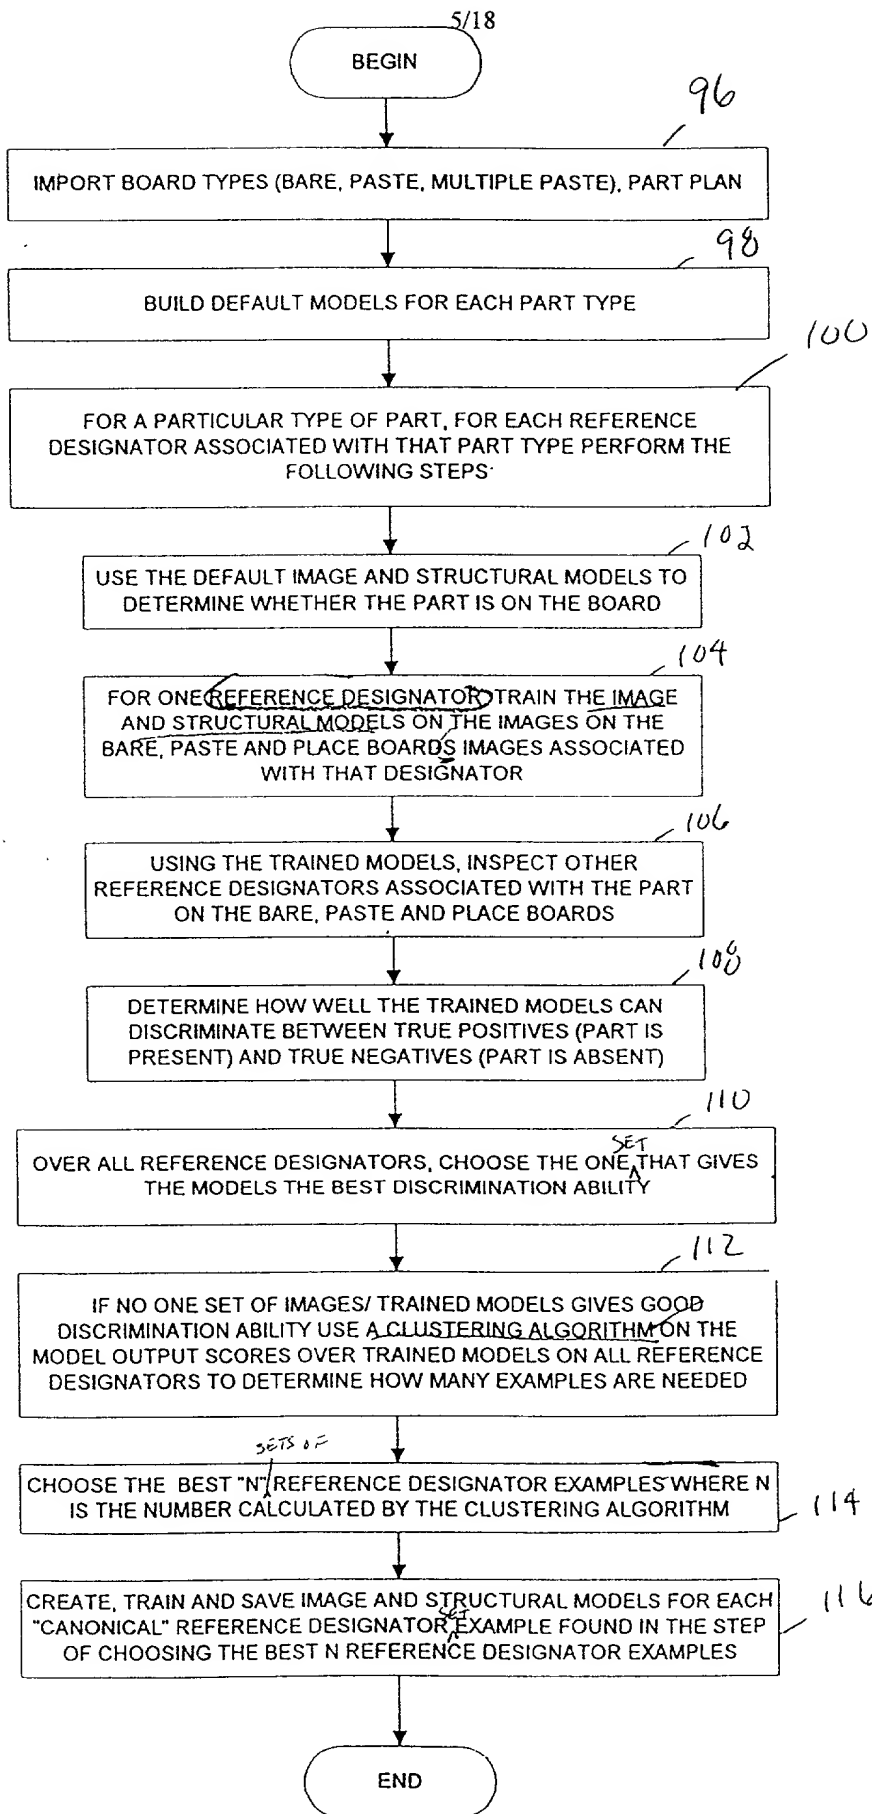 5/18
BEGIN
96
IMPORT BOARD TYPES (BARE, PASTE, MULTIPLE PASTE), PART PLAN
98
BUILD DEFAULT MODELS FOR EACH PART TYPE
100
FOR A PARTICULAR TYPE OF PART, FOR EACH REFERENCE
DESIGNATOR ASSOCIATED WITH THAT PART TYPE PERFORM THE
FOLLOWING STEPS
102
USE THE DEFAULT IMAGE AND STRUCTURAL MODELS TO
DETERMINE WHETHER THE PART IS ON THE BOARD
104
FOR ONE REFERENCE DESIGNATOR TRAIN THE IMAGE
AND STRUCTURAL MODELS ON THE IMAGES ON THE
BARE, PASTE AND PLACE BOARDS IMAGES ASSOCIATED
WITH THAT DESIGNATOR
106
USING THE TRAINED MODELS, INSPECT OTHER
REFERENCE DESIGNATORS ASSOCIATED WITH THE PART
ON THE BARE, PASTE AND PLACE BOARDS
108
DETERMINE HOW WELL THE TRAINED MODELS CAN
DISCRIMINATE BETWEEN TRUE POSITIVES (PART IS
PRESENT) AND TRUE NEGATIVES (PART IS ABSENT)
110
SET
OVER ALL REFERENCE DESIGNATORS, CHOOSE THE ONE THAT GIVES
THE MODELS THE BEST DISCRIMINATION ABILITY
112
IF NO ONE SET OF IMAGES/ TRAINED MODELS GIVES GOOD
DISCRIMINATION ABILITY USE A CLUSTERING ALGORITHM ON THE
MODEL OUTPUT SCORES OVER TRAINED MODELS ON ALL REFERENCE
DESIGNATORS TO DETERMINE HOW MANY EXAMPLES ARE NEEDED
SETS OF
CHOOSE THE BEST "N" REFERENCE DESIGNATOR EXAMPLES WHERE N
IS THE NUMBER CALCULATED BY THE CLUSTERING ALGORITHM
114
CREATE, TRAIN AND SAVE IMAGE AND STRUCTURAL MODELS FOR EACH
116
SET
"CANONICAL" REFERENCE DESIGNATOR EXAMPLE FOUND IN THE STEP
OF CHOOSING THE BEST N REFERENCE DESIGNATOR EXAMPLES
END